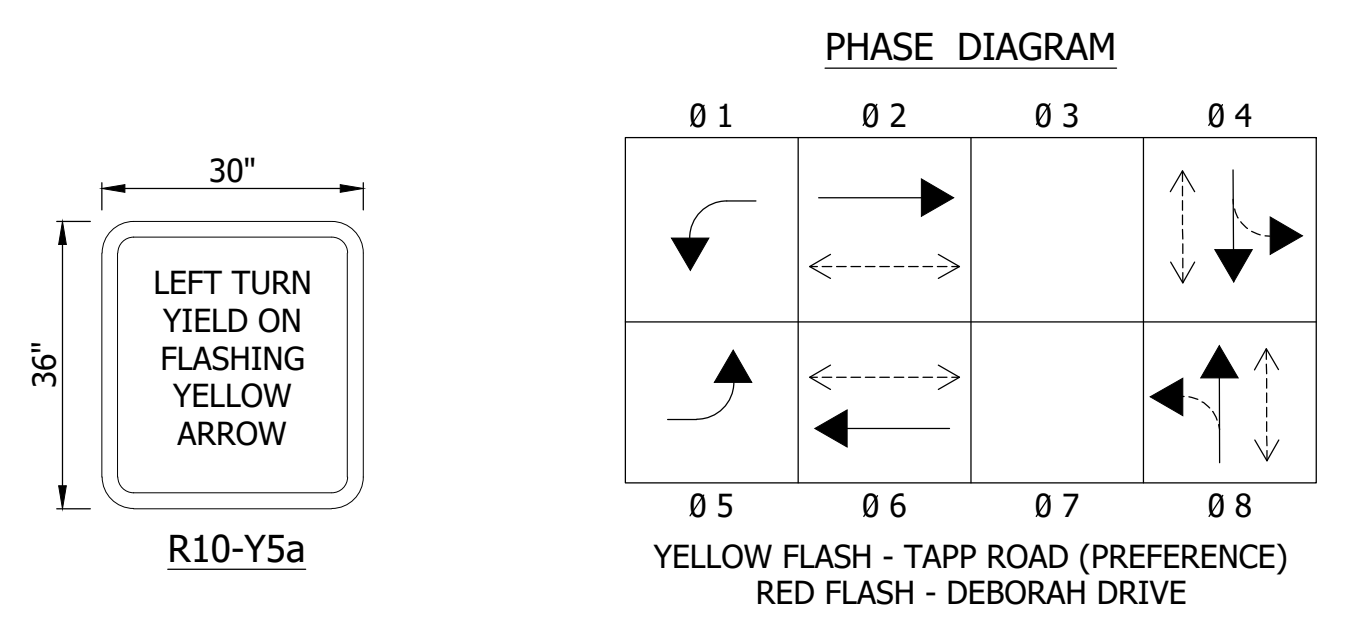 30"
36"
LEFT TURN
YIELD ON
FLASHING
YELLOW
ARROW
R10-Y5a
PHASE DIAGRAM
Ø 1 Ø 2 Ø 3 Ø 4
Ø 5 Ø 6 Ø 7 Ø 8
YELLOW FLASH - TAPP ROAD (PREFERENCE)
RED FLASH - DEBORAH DRIVE